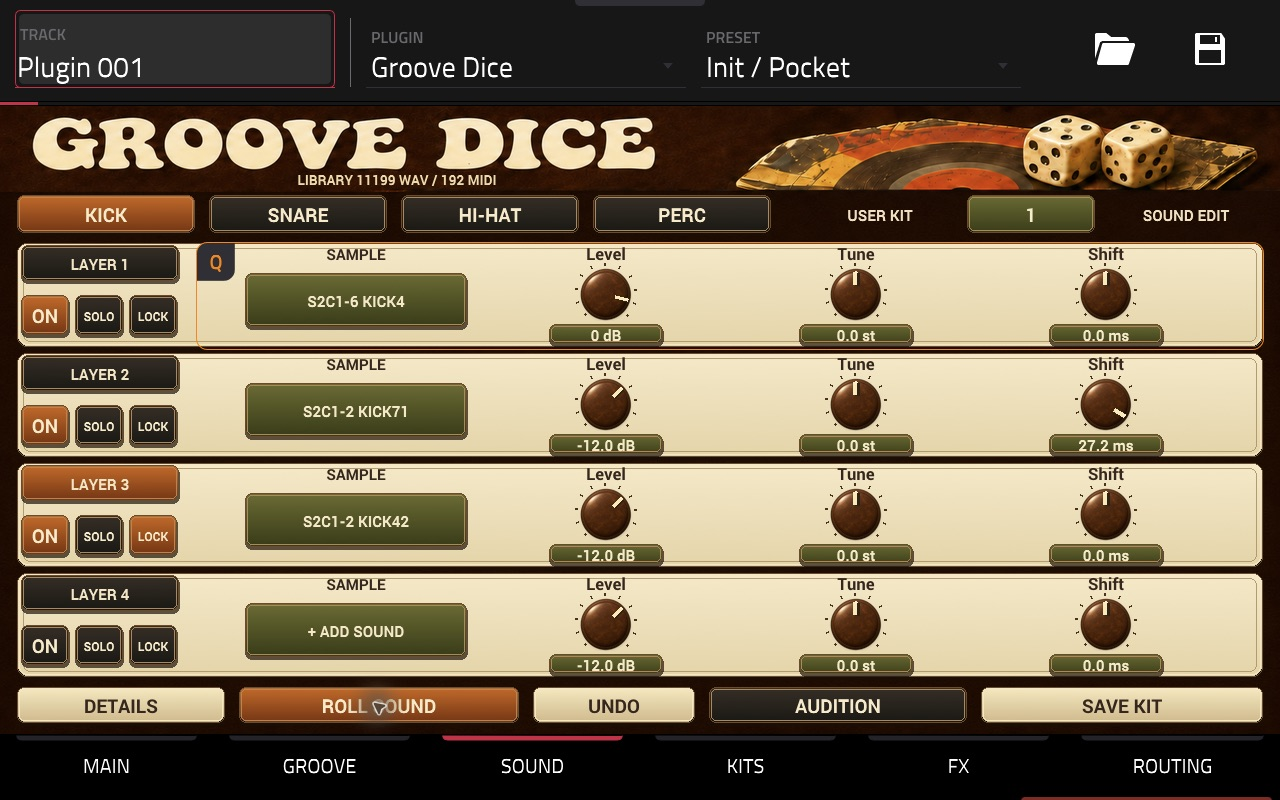 TRACK
Plugin 001
PLUGIN
Groove Dice
PRESET
Init / Pocket
GROOVE DICE
LIBRARY 11199 WAV / 192 MIDI
KICK
SNARE
HI-HAT
PERC
USER KIT
1
SOUND EDIT
LAYER 1
Q
SAMPLE
Level
Tune
Shift
ON
SOLO
LOCK
S2C1-6 KICK4
0 dB
0.0 st
0.0 ms
LAYER 2
SAMPLE
Level
Tune
Shift
ON
SOLO
LOCK
S2C1-2 KICK71
-12.0 dB
0.0 st
27.2 ms
LAYER 3
SAMPLE
Level
Tune
Shift
ON
SOLO
LOCK
S2C1-2 KICK42
-12.0 dB
0.0 st
0.0 ms
LAYER 4
SAMPLE
Level
Tune
Shift
ON
SOLO
LOCK
+ ADD SOUND
-12.0 dB
0.0 st
0.0 ms
DETAILS
ROLL SOUND
UNDO
AUDITION
SAVE KIT
MAIN
GROOVE
SOUND
KITS
FX
ROUTING